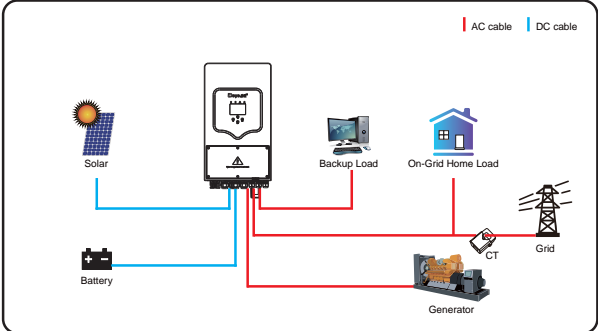 AC cable
DC cable
Solar
Backup Load
On-Grid Home Load
CT
Grid
Battery
Generator